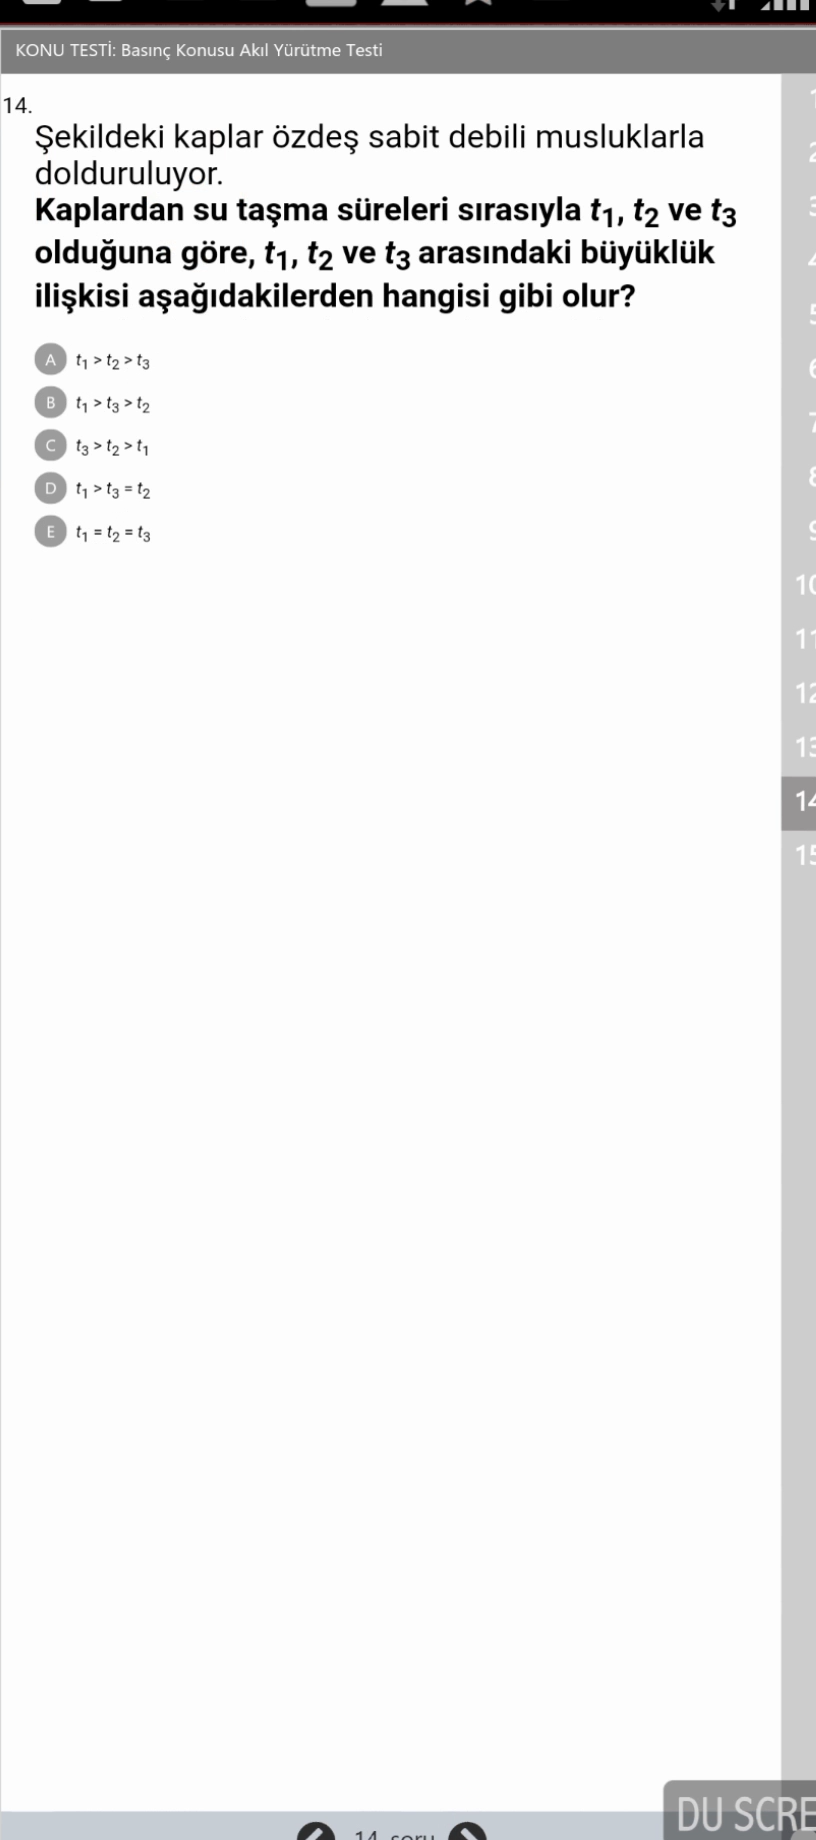 KONU TESTİ: Basınç Konusu Akıl Yürütme Testi
14.
Şekildeki kaplar özdeş sabit debili musluklarla
dolduruluyor.
Kaplardan su taşma süreleri sırasıyla t₁, t₂ ve t₃
olduğuna göre, t₁, t₂ ve t₃ arasındaki büyüklük
ilişkisi aşağıdakilerden hangisi gibi olur?
A t₁ > t₂ > t₃
B t₁ > t₃ > t₂
C t₃ > t₂ > t₁
D t₁ > t₃ = t₂
E t₁ = t₂ = t₃
10
11
12
13
14
15
14. soru
DU SCRE